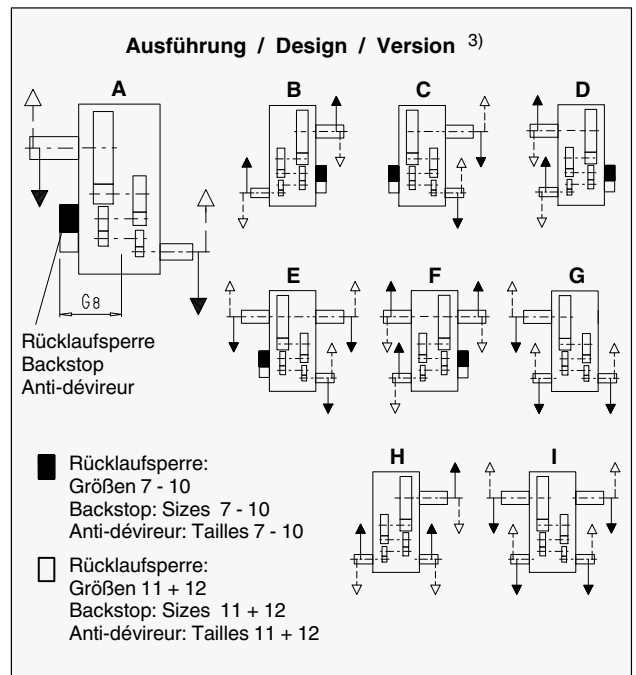 Ausführung / Design / Version 3)
A
B
C
D
G8
Rücklaufsperre
Backstop
Anti-dévireur
E
F
G
H
I
Rücklaufsperre:
Größen 7 - 10
Backstop: Sizes 7 - 10
Anti-dévireur: Tailles 7 - 10
Rücklaufsperre:
Größen 11 + 12
Backstop: Sizes 11 + 12
Anti-dévireur: Tailles 11 + 12